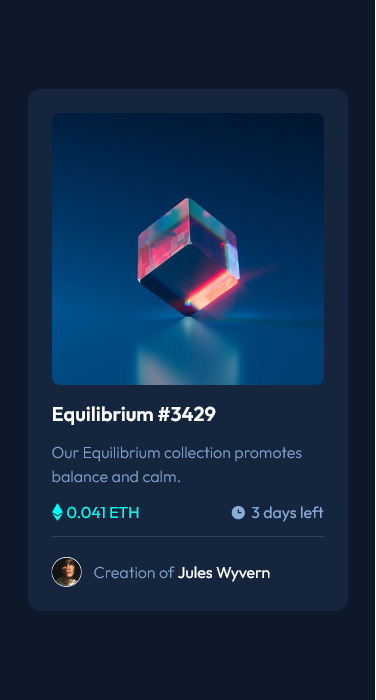 Equilibrium #3429
Our Equilibrium collection promotes
balance and calm.
0.041 ETH
3 days left
Creation of Jules Wyvern